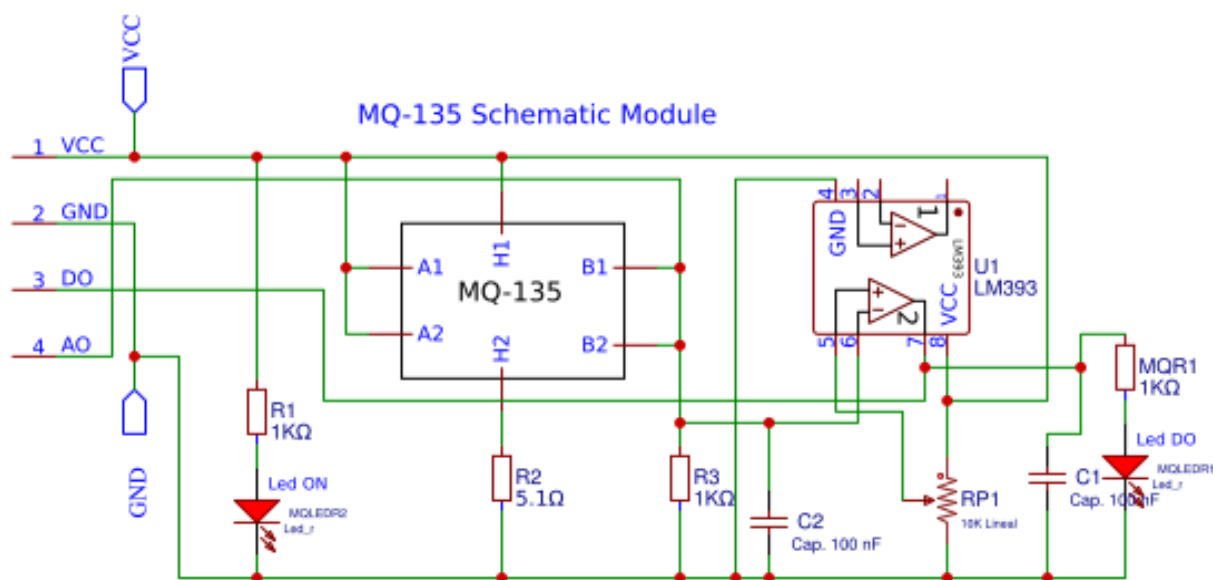 VCC
MQ-135 Schematic Module
1 VCC
2 GND
3 DO
4 AO
GND
H1
A1
A2
MQ-135
B1
B2
H2
4 3 2 1
GND
1
+
-
LM393
U1
LM393
VCC
+
-
2
5 6 7 8
R1
1KΩ
Led ON
MQLEDR2
Led_r
R2
5.1Ω
R3
1KΩ
C2
Cap. 100 nF
RP1
10K Lineal
C1
Cap. 100 nF
MQR1
1KΩ
Led DO
MQLEDR1
Led_r